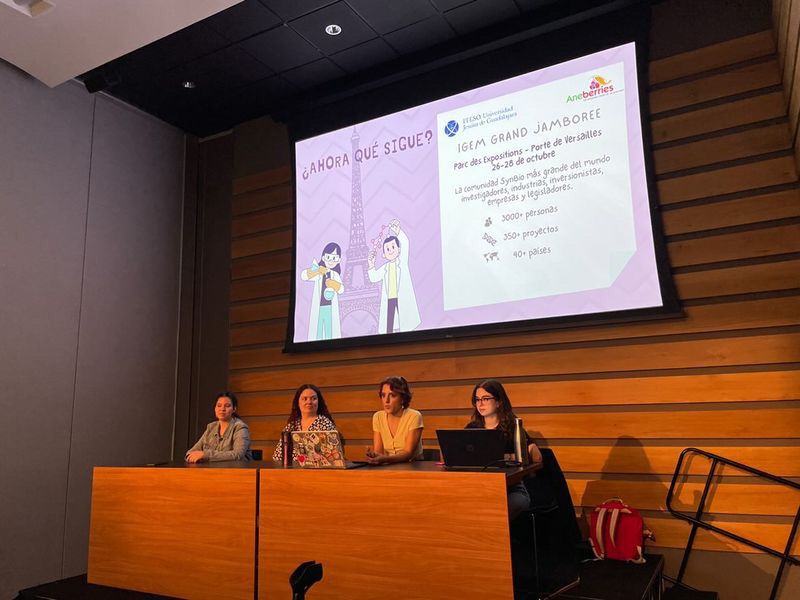 ¿AHORA QUÉ SIGUE?
ITESO, Universidad
Jesuita de Guadalajara
Aneberries
IGEM GRAND JAMBOREE
Parc des Expositions - Porte de Versailles
26-28 de octubre
La comunidad SynBio más grande del mundo
investigadores, industrias, inversionistas,
empresas y legisladores.
3000+ personas
350+ proyectos
40+ países